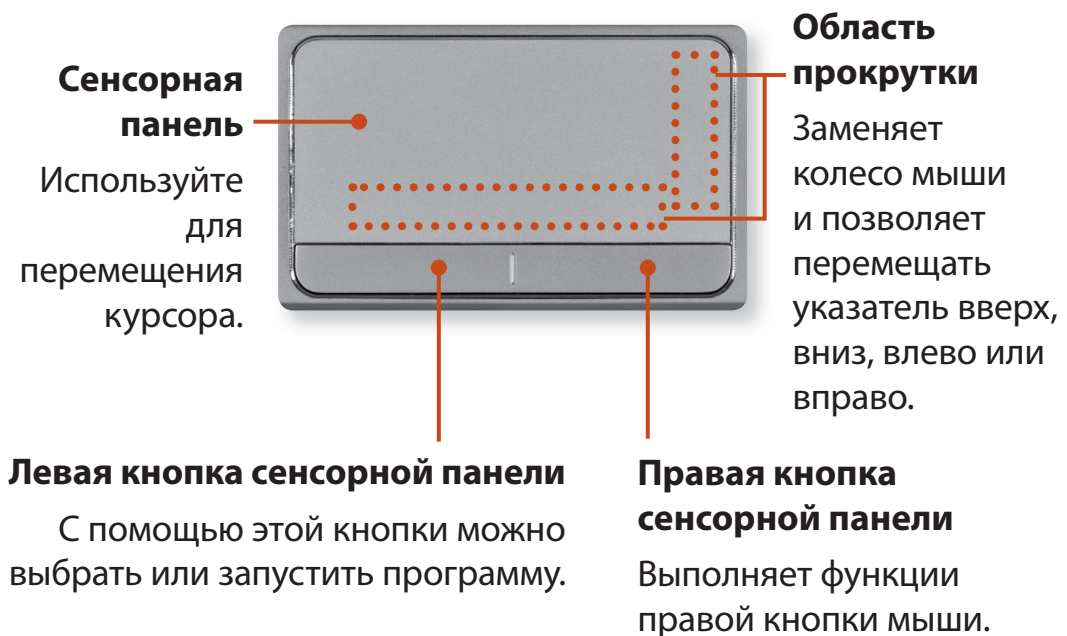 Сенсорная
панель
Используйте
для
перемещения
курсора.
Область
прокрутки
Заменяет
колесо мыши
и позволяет
перемещать
указатель вверх,
вниз, влево или
вправо.
Левая кнопка сенсорной панели
С помощью этой кнопки можно
выбрать или запустить программу.
Правая кнопка
сенсорной панели
Выполняет функции
правой кнопки мыши.